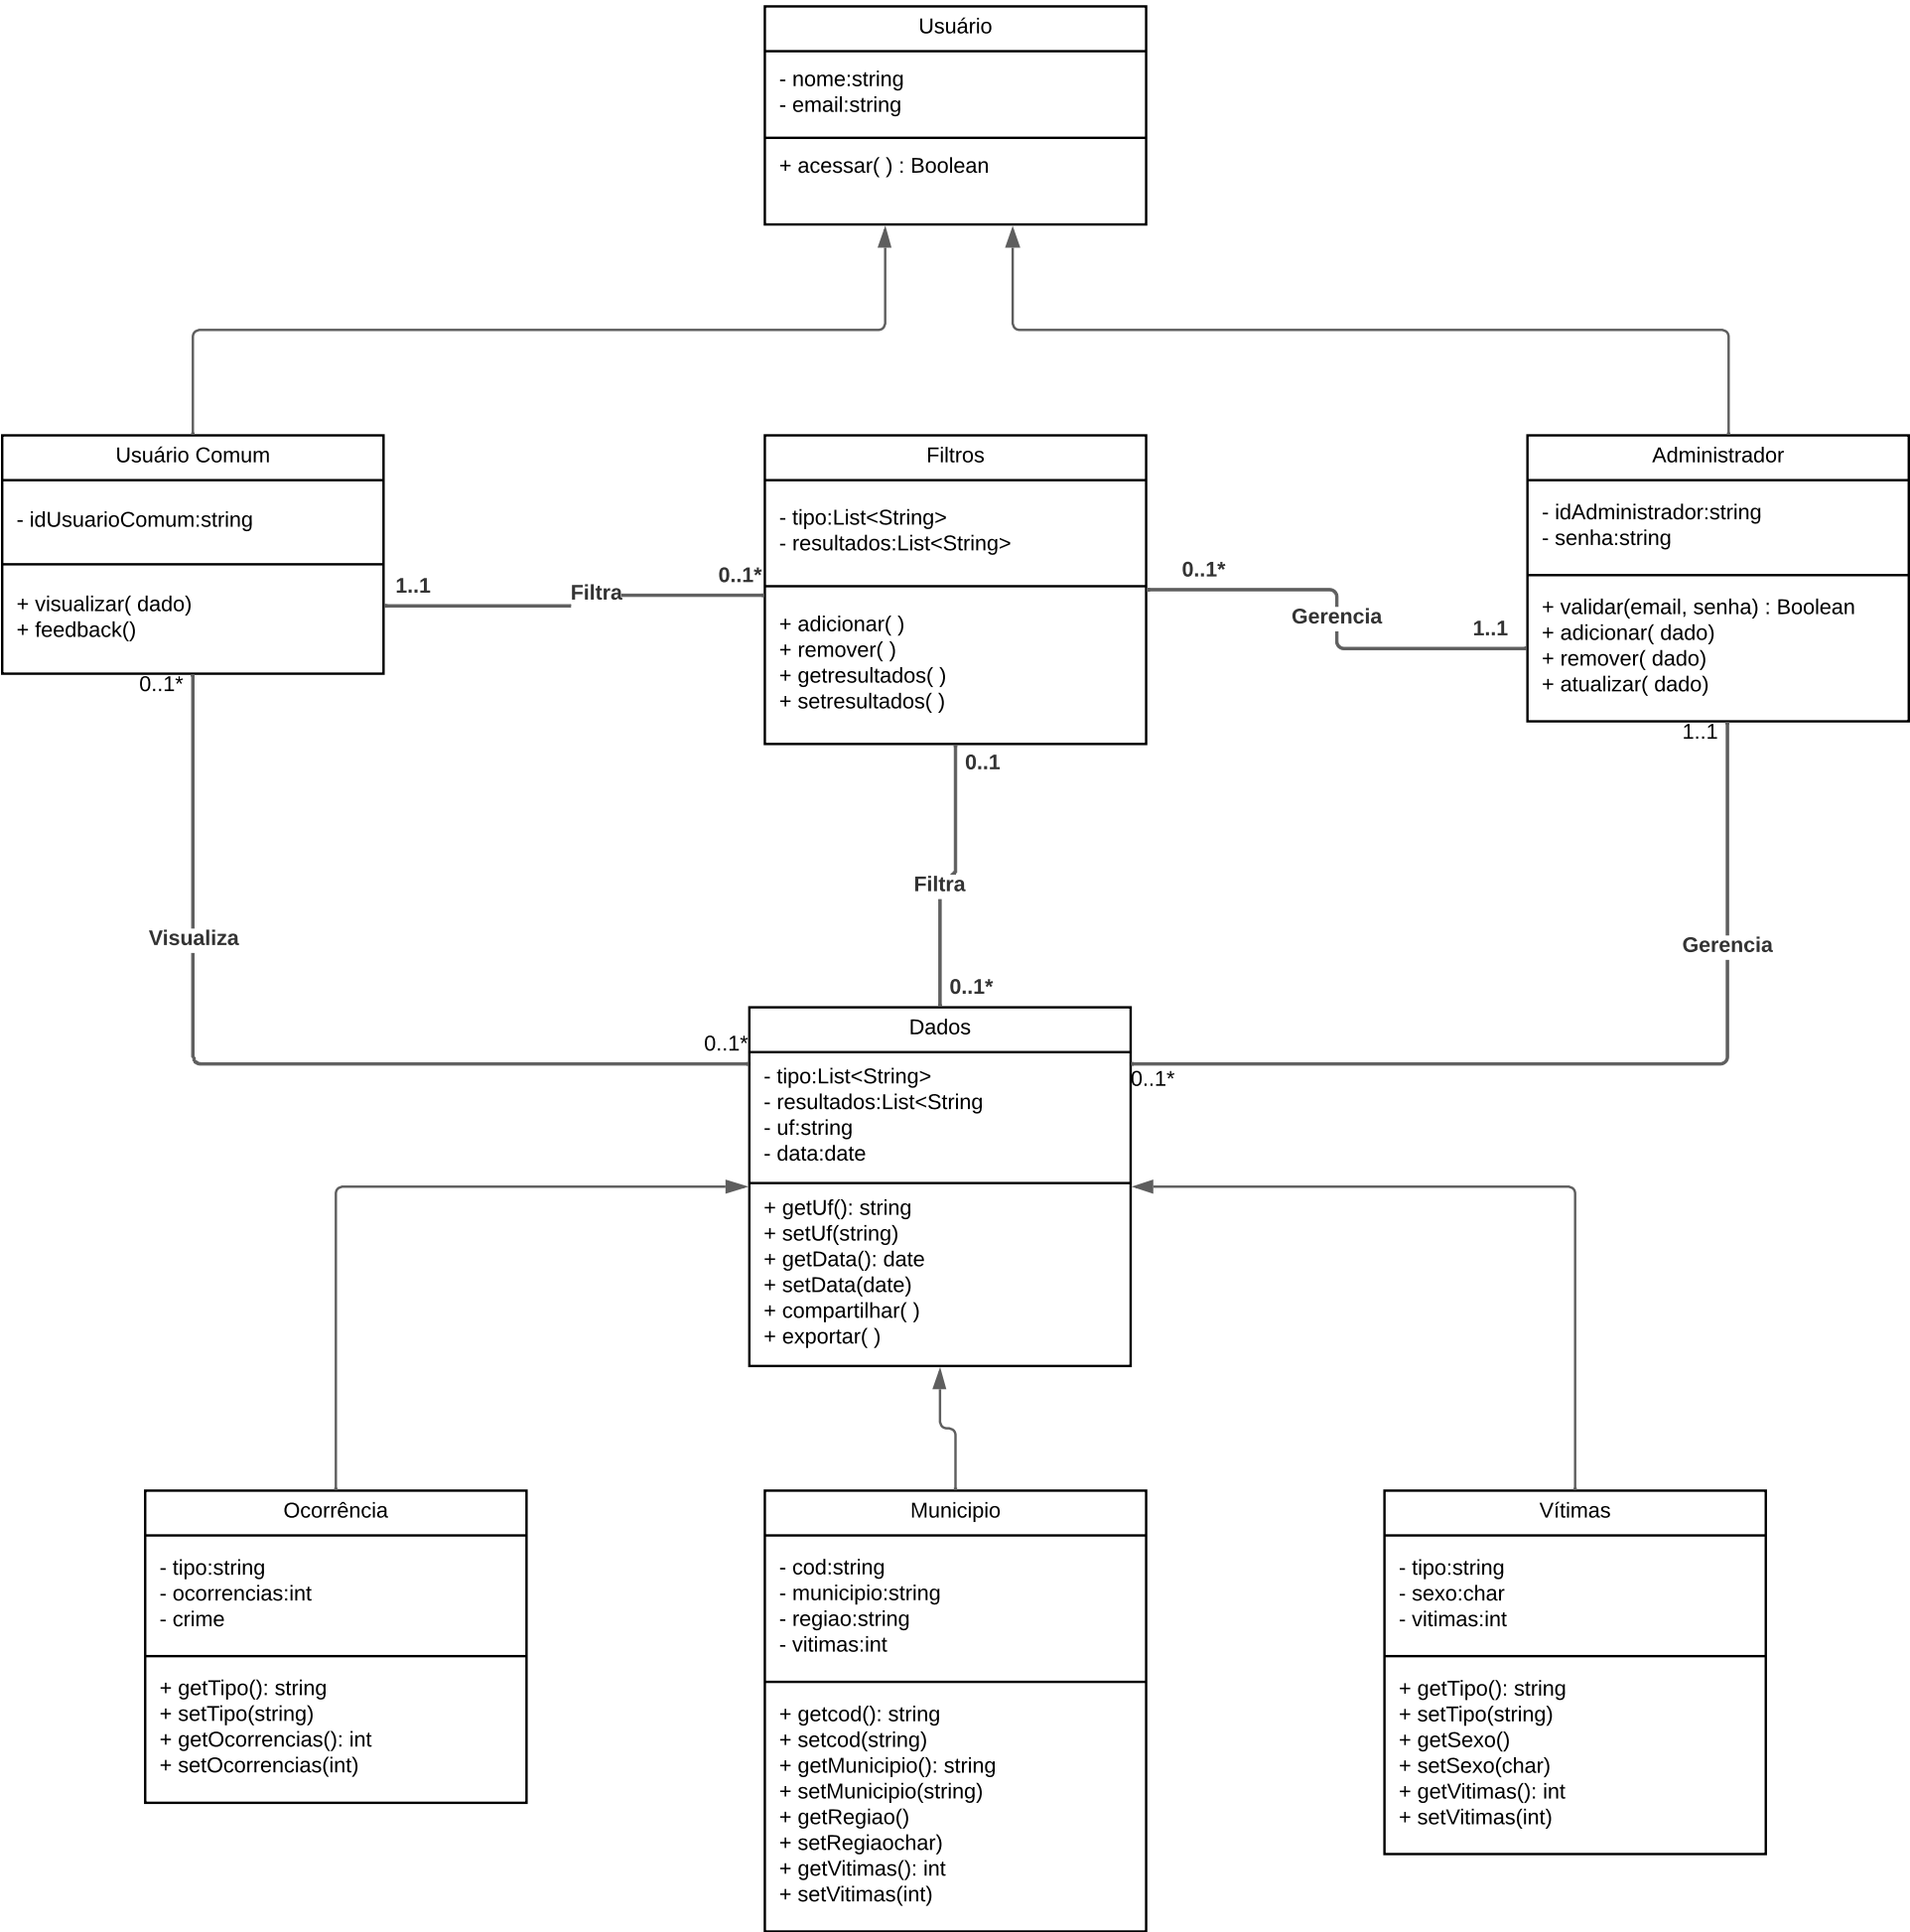 Usuário
- nome:string
- email:string
+ acessar( ) : Boolean
Usuário Comum
- idUsuarioComum:string
+ visualizar( dado)
+ feedback()
Filtros
- tipo:List<String>
- resultados:List<String>
+ adicionar( )
+ remover( )
+ getresultados( )
+ setresultados( )
Administrador
- idAdministrador:string
- senha:string
+ validar(email, senha) : Boolean
+ adicionar( dado)
+ remover( dado)
+ atualizar( dado)
1..1
Filtra
0..1*
0..1*
Gerencia
1..1
0..1*
Visualiza
0..1*
0..1
Filtra
0..1*
1..1
Gerencia
0..1*
Dados
- tipo:List<String>
- resultados:List<String
- uf:string
- data:date
+ getUf(): string
+ setUf(string)
+ getData(): date
+ setData(date)
+ compartilhar( )
+ exportar( )
Ocorrência
- tipo:string
- ocorrencias:int
- crime
+ getTipo(): string
+ setTipo(string)
+ getOcorrencias(): int
+ setOcorrencias(int)
Municipio
- cod:string
- municipio:string
- regiao:string
- vitimas:int
+ getcod(): string
+ setcod(string)
+ getMunicipio(): string
+ setMunicipio(string)
+ getRegiao()
+ setRegiaochar)
+ getVitimas(): int
+ setVitimas(int)
Vítimas
- tipo:string
- sexo:char
- vitimas:int
+ getTipo(): string
+ setTipo(string)
+ getSexo()
+ setSexo(char)
+ getVitimas(): int
+ setVitimas(int)